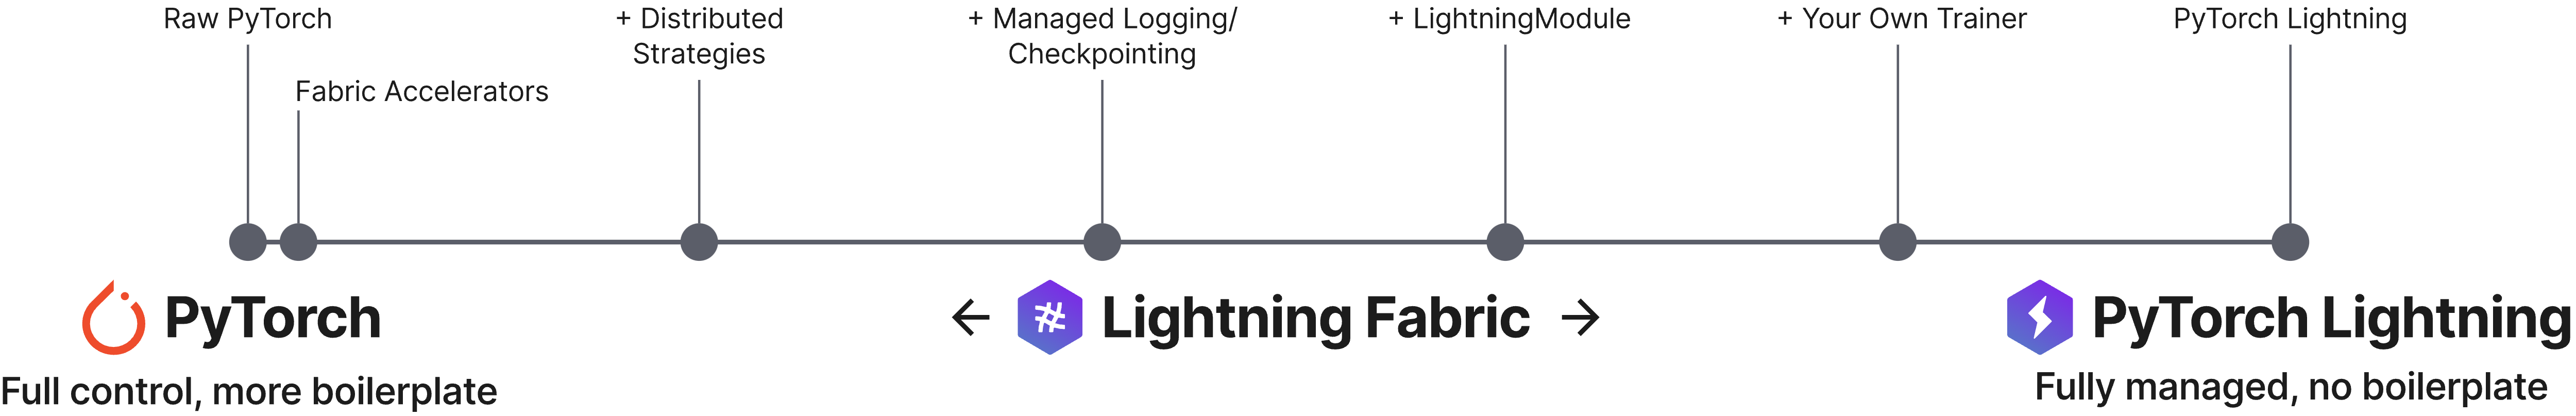 Raw PyTorch
Fabric Accelerators
+ Distributed
Strategies
+ Managed Logging/
Checkpointing
+ LightningModule
+ Your Own Trainer
PyTorch Lightning
PyTorch
Full control, more boilerplate
← # Lightning Fabric →
PyTorch Lightning
Fully managed, no boilerplate